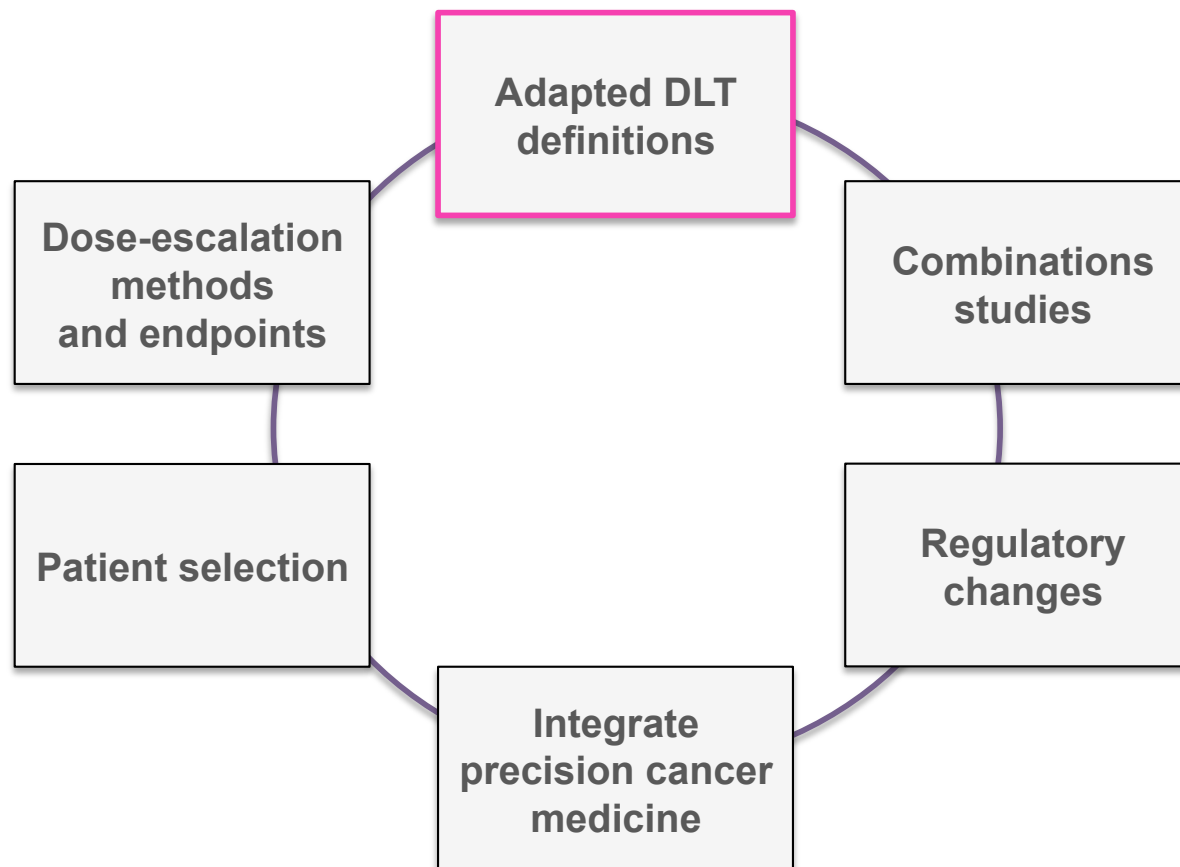 Adapted DLT
definitions
Dose-escalation
methods
and endpoints
Combinations
studies
Patient selection
Regulatory
changes
Integrate
precision cancer
medicine